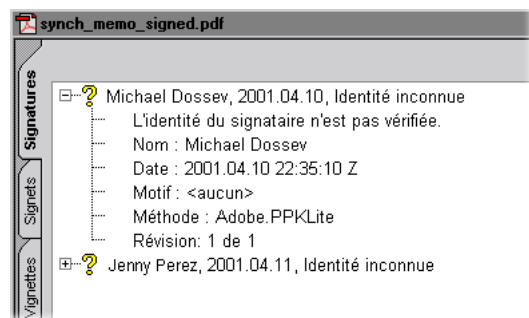 synch_memo_signed.pdf
Signatures
Signets
Vignettes
Michael Dossev, 2001.04.10, Identité inconnue
L'identité du signataire n'est pas vérifiée.
Nom : Michael Dossev
Date : 2001.04.10 22:35:10 Z
Motif : <aucun>
Méthode : Adobe.PPKLite
Révision: 1 de 1
Jenny Perez, 2001.04.11, Identité inconnue